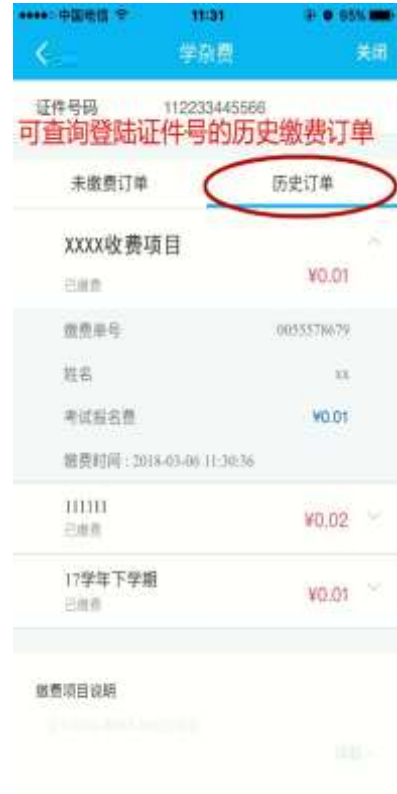 中国电信 11:31 95%
学杂费 关闭
证件号码 112233445566
可查询登陆证件号的历史缴费订单
未缴费订单 历史订单
XXXX收费项目
已缴费 ¥0.01
缴费单号 0055578679
姓名 xx
考试报名费 ¥0.01
缴费时间：2018-03-06 11:30:36
111111
已缴费 ¥0.02
17学年下学期
已缴费 ¥0.01
缴费项目说明